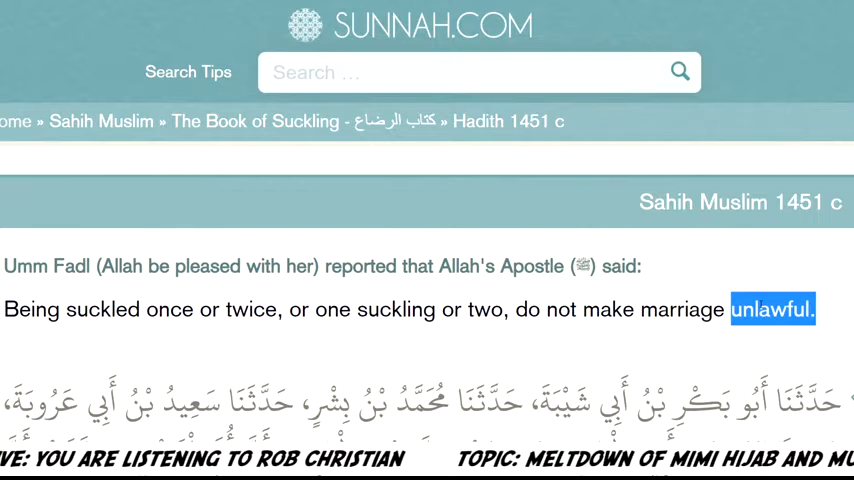 SUNNAH.COM
Search Tips
Search ...
ome » Sahih Muslim » The Book of Suckling - كتاب الرضاع » Hadith 1451 c
Sahih Muslim 1451 c
Umm Fadl (Allah be pleased with her) reported that Allah's Apostle (ﷺ) said:
Being suckled once or twice, or one suckling or two, do not make marriage unlawful.
حَدَّثَنَا أَبُو بَكْرِ بْنُ أَبِي شَيْبَةَ، حَدَّثَنَا مُحَمَّدُ بْنُ بِشْرٍ، حَدَّثَنَا سَعِيدُ بْنُ أَبِي عَرُوبَةَ،
VE: YOU ARE LISTENING TO ROB CHRISTIAN TOPIC: MELTDOWN OF MIMI HIJAB AND MU